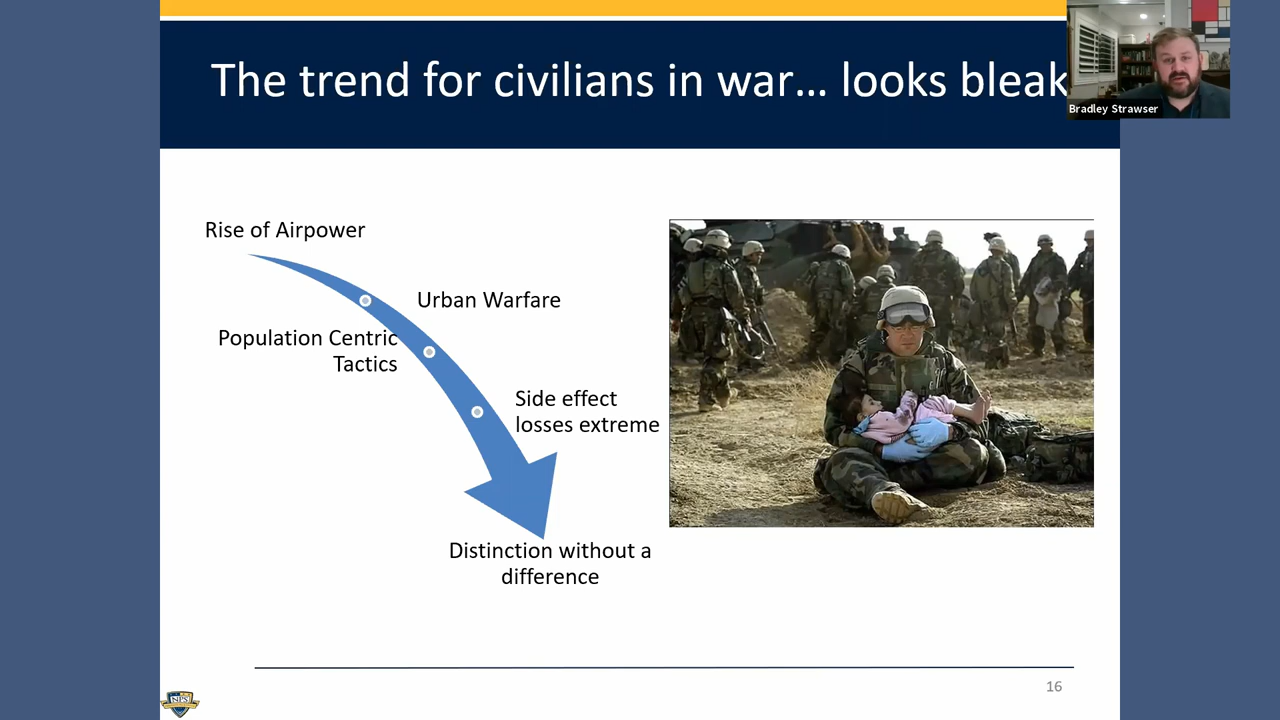 The trend for civilians in war... looks bleak
Bradley Strawser
Rise of Airpower
Urban Warfare
Population Centric
Tactics
Side effect
losses extreme
Distinction without a
difference
16
NPS